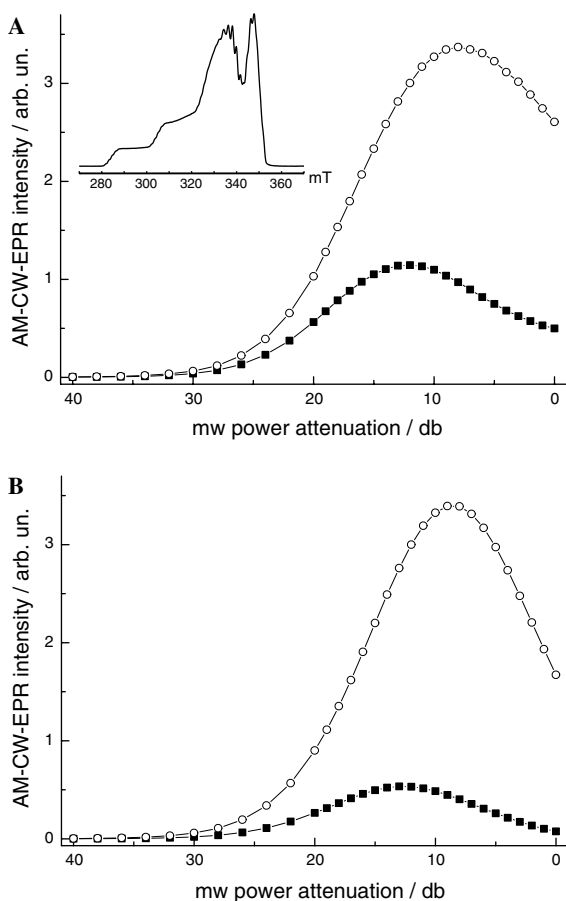 A
AM-CW-EPR intensity / arb. un.
3
2
1
0
280 300 320 340 360 mT
40 30 20 10 0
mw power attenuation / db
B
AM-CW-EPR intensity / arb. un.
3
2
1
0
40 30 20 10 0
mw power attenuation / db